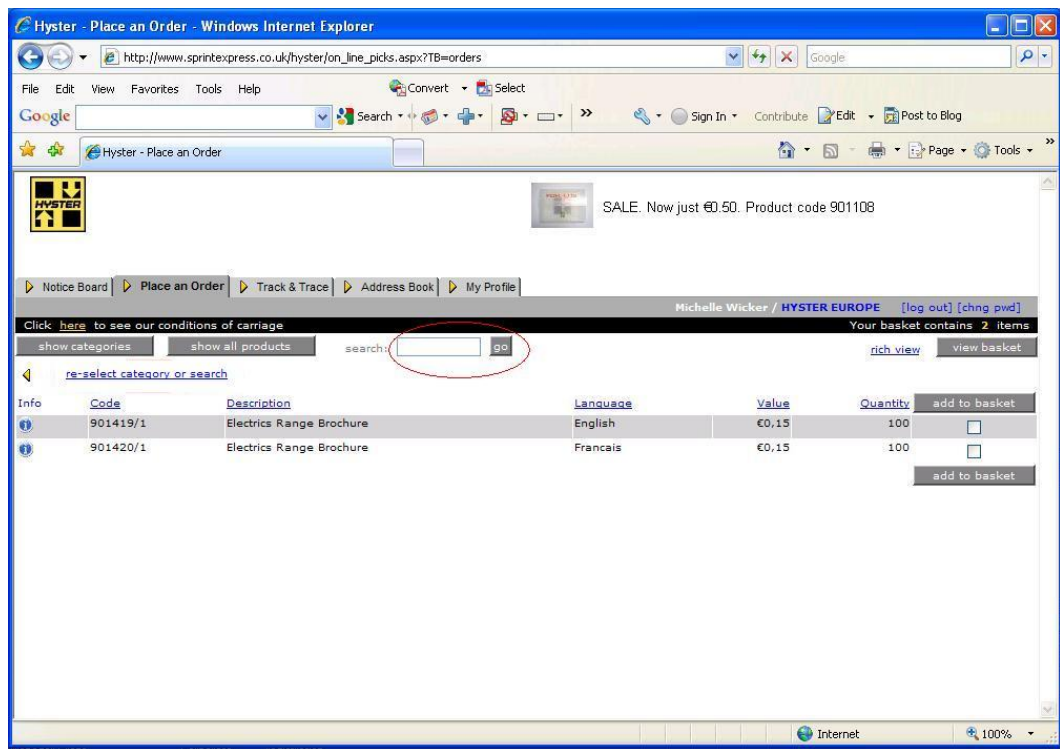 Hyster - Place an Order - Windows Internet Explorer
http://www.sprintexpress.co.uk/hyster/on_line_picks.aspx?TB=orders Google
File Edit View Favorites Tools Help Convert Select
Google Search » Sign In Contribute Edit Post to Blog
Hyster - Place an Order Page Tools »
HYSTER SALE. Now just €0.50. Product code 901108
Notice Board Place an Order Track & Trace Address Book My Profile
Michelle Wicker / HYSTER EUROPE [log out] [chng pwd]
Click here to see our conditions of carriage Your basket contains 2 items
show categories show all products search: go rich view view basket
re-select category or search
Info Code Description Language Value Quantity add to basket
901419/1 Electrics Range Brochure English €0,15 100
901420/1 Electrics Range Brochure Francais €0,15 100
add to basket
Internet 100%